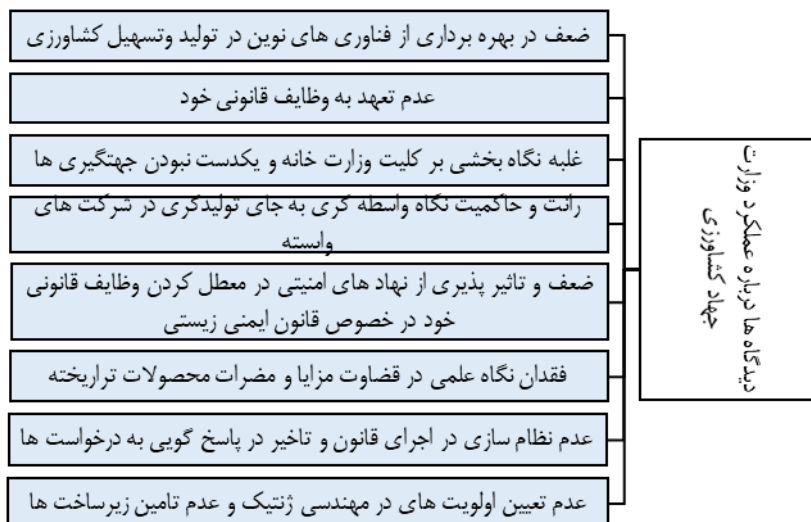 دیدگاه ها درباره عملکرد وزارت
جهاد کشاورزی
ضعف در بهره برداری از فناوری های نوین در تولید وتسهیل کشاورزی
عدم تعهد به وظایف قانونی خود
غلبه نگاه بخشی بر کلیت وزارت خانه و یکدست نبودن جهتگیری ها
رانت و حاکمیت نگاه واسطه گری به جای تولیدگری در شرکت های
وابسته
ضعف و تاثیر پذیری از نهاد های امنیتی در معطل کردن وظایف قانونی
خود در خصوص قانون ایمنی زیستی
فقدان نگاه علمی در قضاوت مزایا و مضرات محصولات تراریخته
عدم نظام سازی در اجرای قانون و تاخیر در پاسخ گویی به درخواست ها
عدم تعیین اولویت های در مهندسی ژنتیک و عدم تامین زیرساخت ها